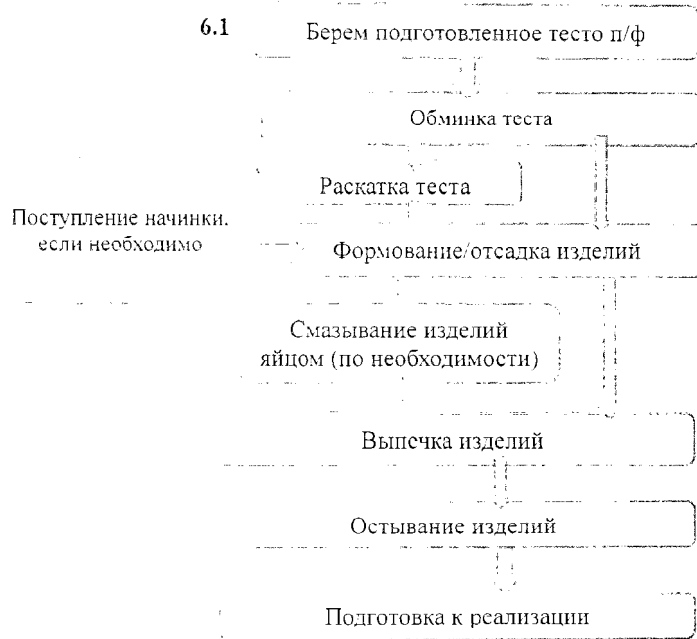 6.1
Берем подготовленное тесто п/ф
Обминка теста
Раскатка теста
Поступление начинки,
если необходимо
Формование/отсадка изделий
Смазывание изделий
яйцом (по необходимости)
Выпечка изделий
Остывание изделий
Подготовка к реализации